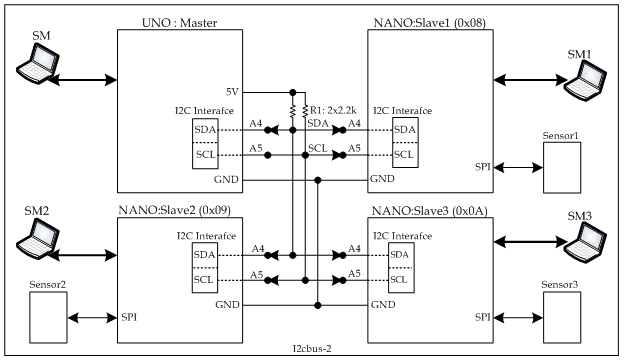 SM
UNO : Master
NANO:Slave1 (0x08)
SM1
5V
R1: 2x2.2k
I2C Interafce
I2C Interafce
SDA
A4
SDA
A4
SDA
SCL
A5
SCL
A5
SCL
Sensor1
SPI
GND
GND
SM2
NANO:Slave2 (0x09)
NANO:Slave3 (0x0A)
SM3
I2C Interafce
I2C Interafce
SDA
A4
A4
SDA
SCL
A5
A5
SCL
Sensor2
Sensor3
GND
GND
SPI
SPI
I2cbus-2